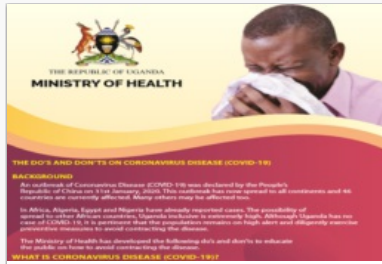 THE REPUBLIC OF UGANDA
MINISTRY OF HEALTH
THE DO'S AND DON'TS ON CORONAVIRUS DISEASE (COVID-19)
BACKGROUND
An outbreak of Coronavirus Disease (COVID-19) was declared by the People's
Republic of China on 31st January, 2020. This outbreak has now spread to all continents and 46
countries are currently affected. Many others may be affected too.
In Africa, Algeria, Egypt and Nigeria have already reported cases. The possibility of
spread to other African countries, Uganda inclusive is extremely high. Although Uganda has no
case of COVID-19, it is pertinent that the population remains on high alert and diligently exercise
preventive measures to avoid contracting the disease.
The Ministry of Health has developed the following do's and don'ts to educate
the public on how to avoid contracting the disease.
WHAT IS CORONAVIRUS DISEASE (COVID-19)?